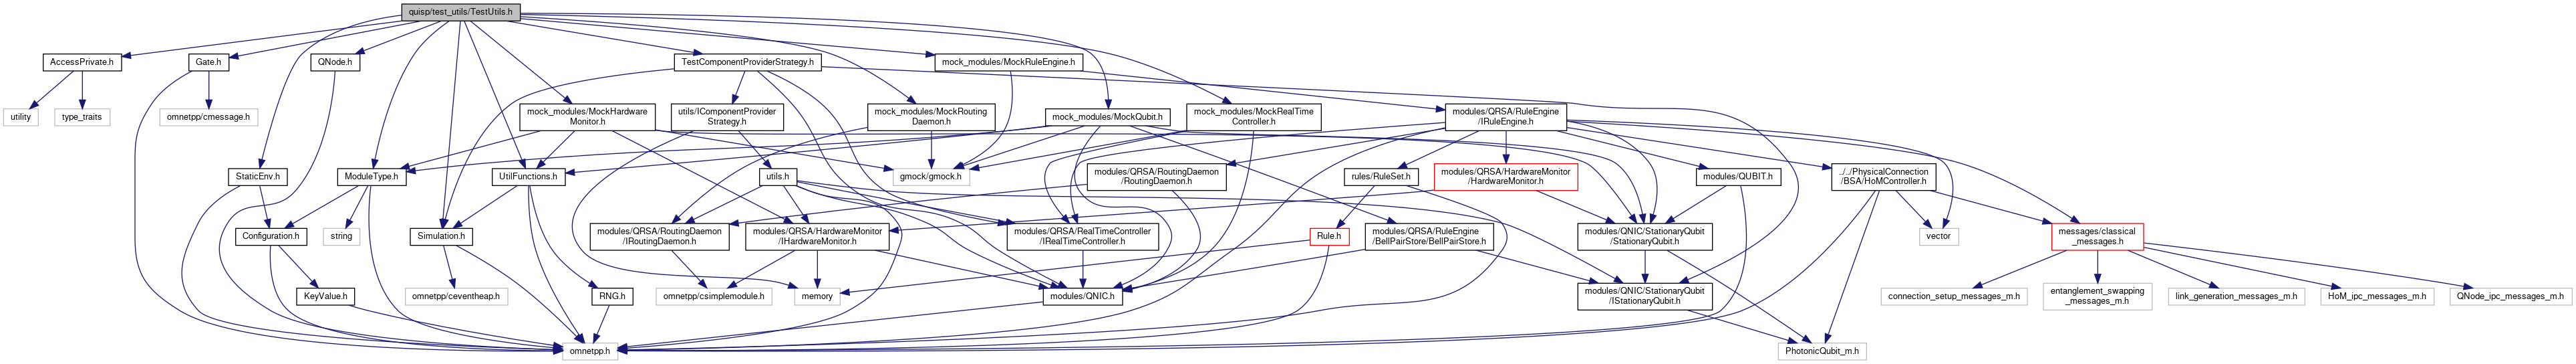 quisp/test_utils/TestUtils.h
AccessPrivate.h
Gate.h
QNode.h
TestComponentProviderStrategy.h
mock_modules/MockRuleEngine.h
utility
type_traits
omnetpp/cmessage.h
mock_modules/MockHardware
Monitor.h
utils/IComponentProvider
Strategy.h
mock_modules/MockRouting
Daemon.h
mock_modules/MockQubit.h
mock_modules/MockRealTime
Controller.h
modules/QRSA/RuleEngine
/IRuleEngine.h
StaticEnv.h
ModuleType.h
UtilFunctions.h
utils.h
gmock/gmock.h
modules/QRSA/RoutingDaemon
/RoutingDaemon.h
rules/RuleSet.h
modules/QRSA/HardwareMonitor
/HardwareMonitor.h
modules/QUBIT.h
../../PhysicalConnection
/BSA/HoMController.h
Configuration.h
string
Simulation.h
modules/QRSA/RoutingDaemon
/IRoutingDaemon.h
modules/QRSA/HardwareMonitor
/IHardwareMonitor.h
modules/QRSA/RealTimeController
/IRealTimeController.h
Rule.h
modules/QRSA/RuleEngine
/BellPairStore/BellPairStore.h
modules/QNIC/StationaryQubit
/StationaryQubit.h
vector
messages/classical
_messages.h
KeyValue.h
omnetpp/ceventheap.h
RNG.h
omnetpp/csimplemodule.h
memory
modules/QNIC.h
modules/QNIC/StationaryQubit
/IStationaryQubit.h
connection_setup_messages_m.h
entanglement_swapping
_messages_m.h
link_generation_messages_m.h
HoM_ipc_messages_m.h
QNode_ipc_messages_m.h
omnetpp.h
PhotonicQubit_m.h